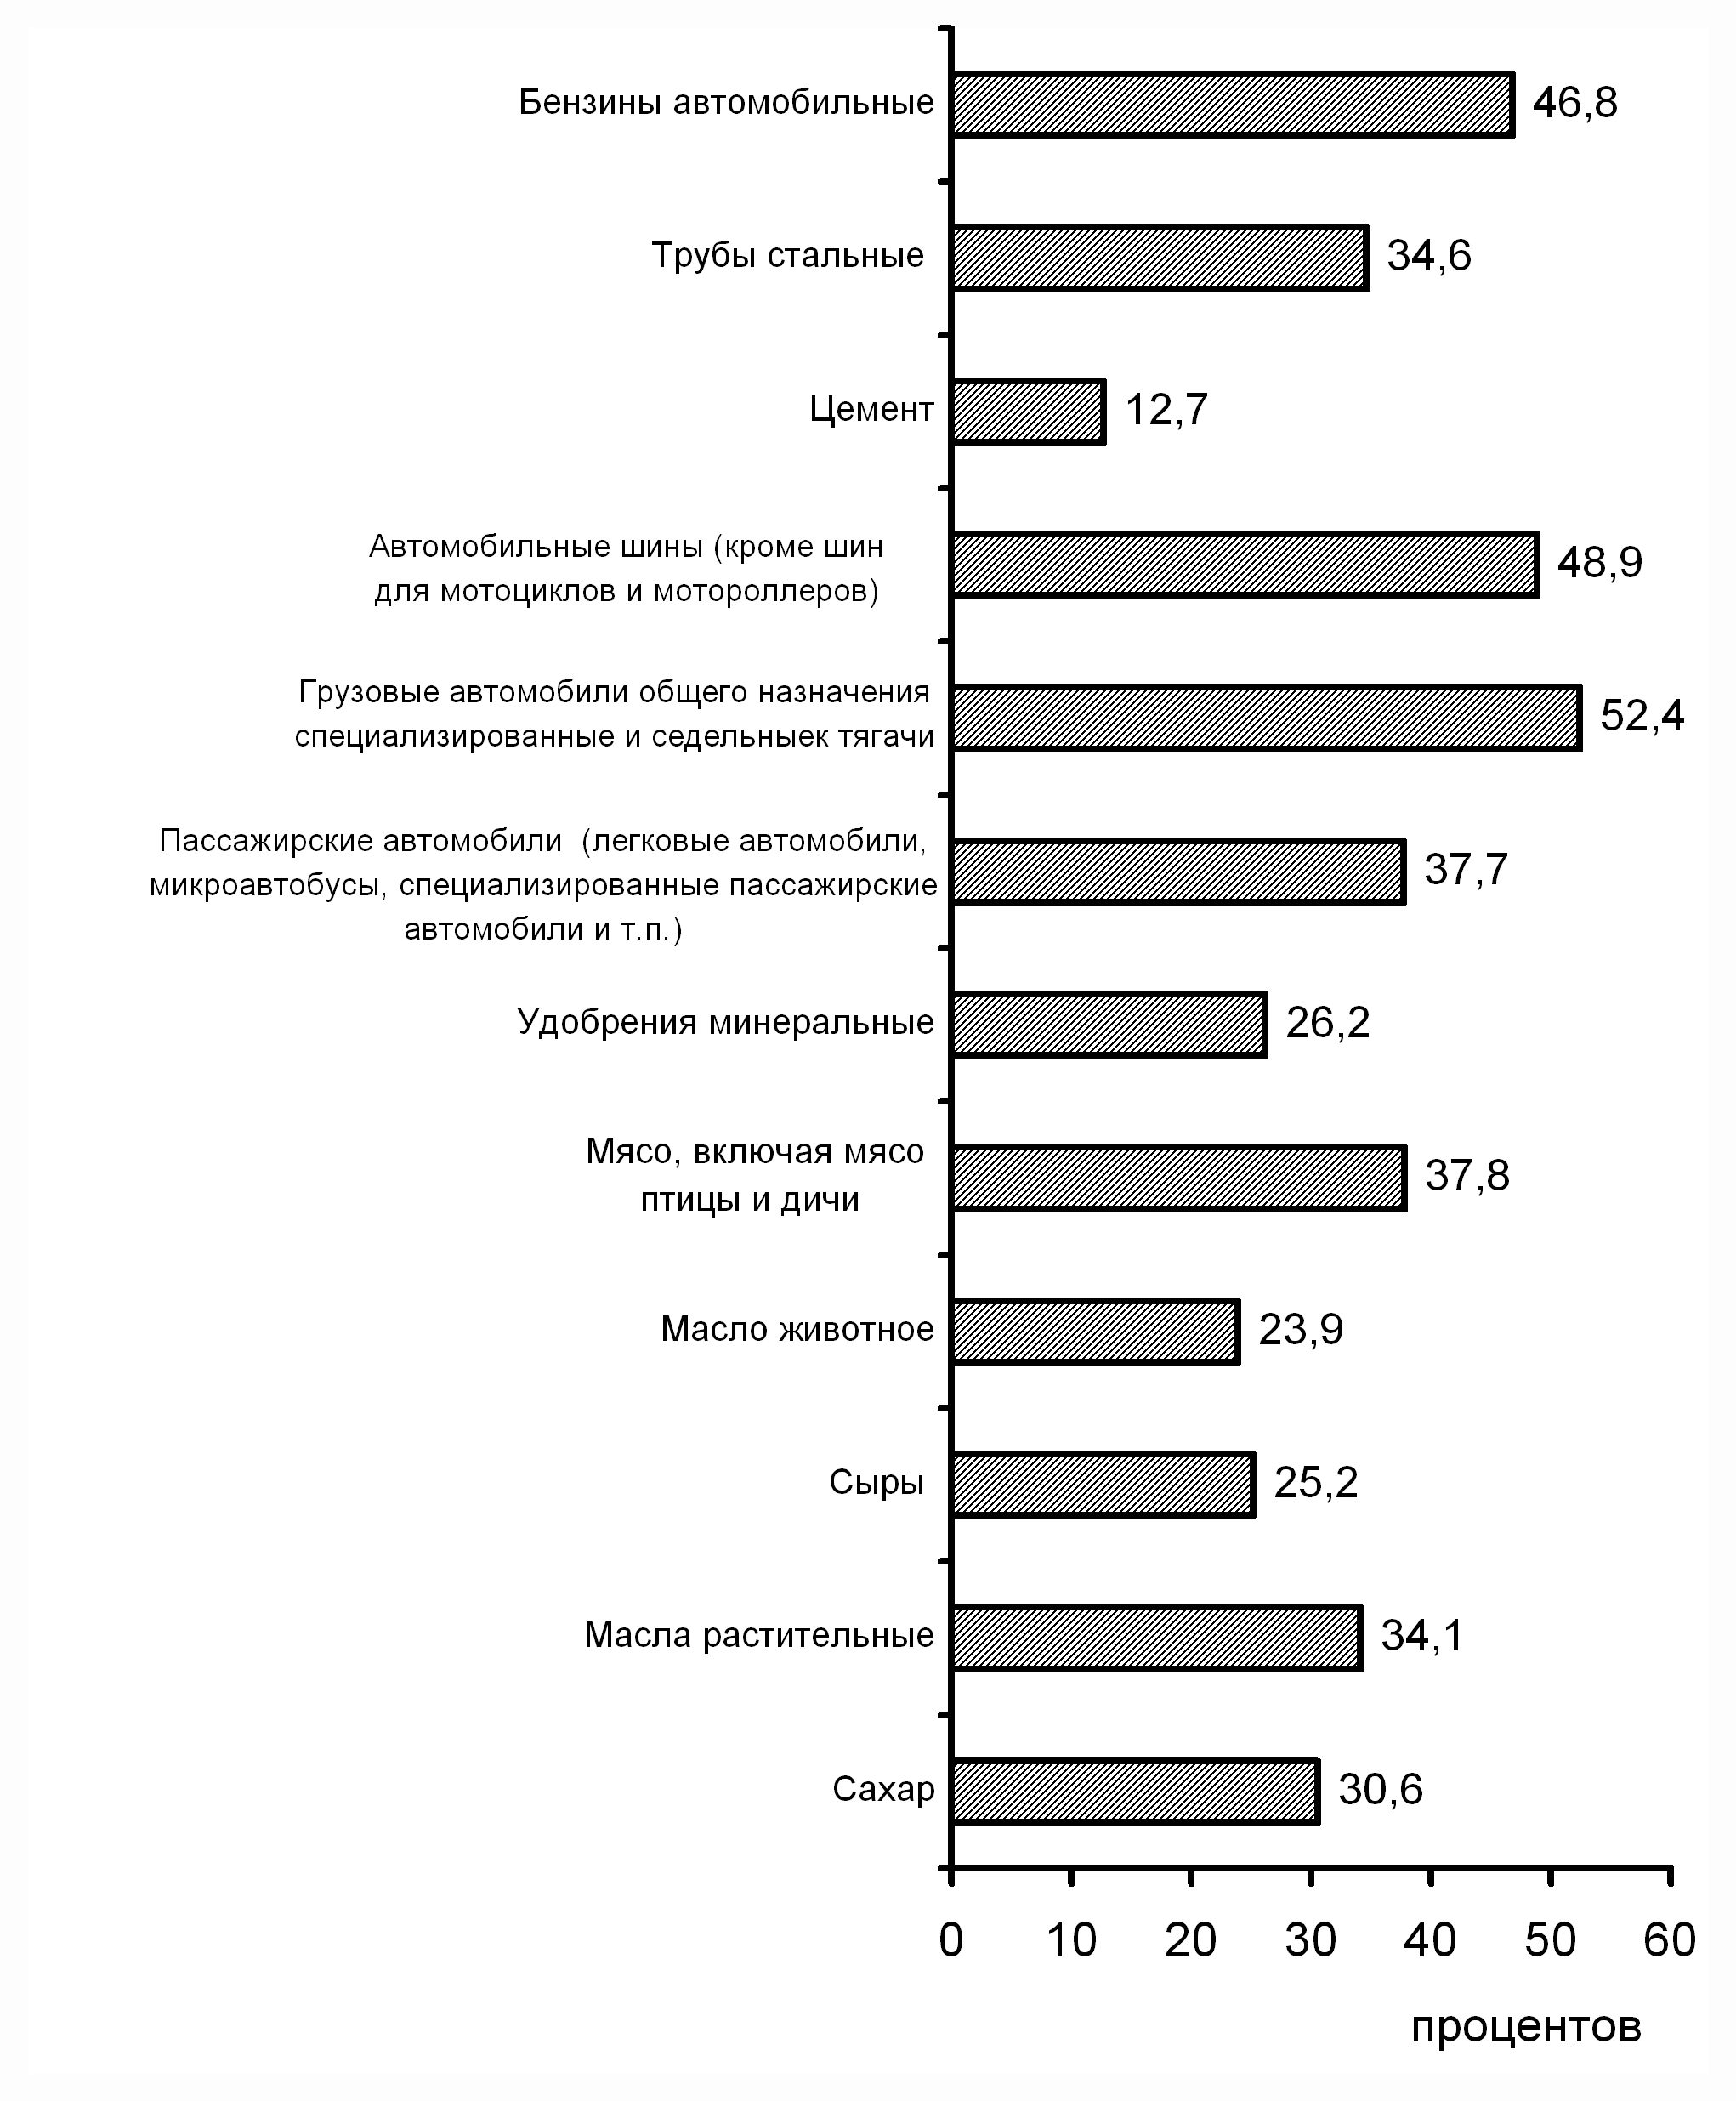 Бензины автомобильные 46,8
Трубы стальные 34,6
Цемент 12,7
Автомобильные шины (кроме шин
для мотоциклов и мотороллеров)
48,9
Грузовые автомобили общего назначения
специализированные и седельныек тягачи
52,4
Пассажирские автомобили (легковые автомобили,
микроавтобусы, специализированные пассажирские
автомобили и т.п.)
37,7
Удобрения минеральные 26,2
Мясо, включая мясо
птицы и дичи
37,8
Масло животное 23,9
Сыры 25,2
Масла растительные 34,1
Сахар 30,6
0 10 20 30 40 50 60
процентов